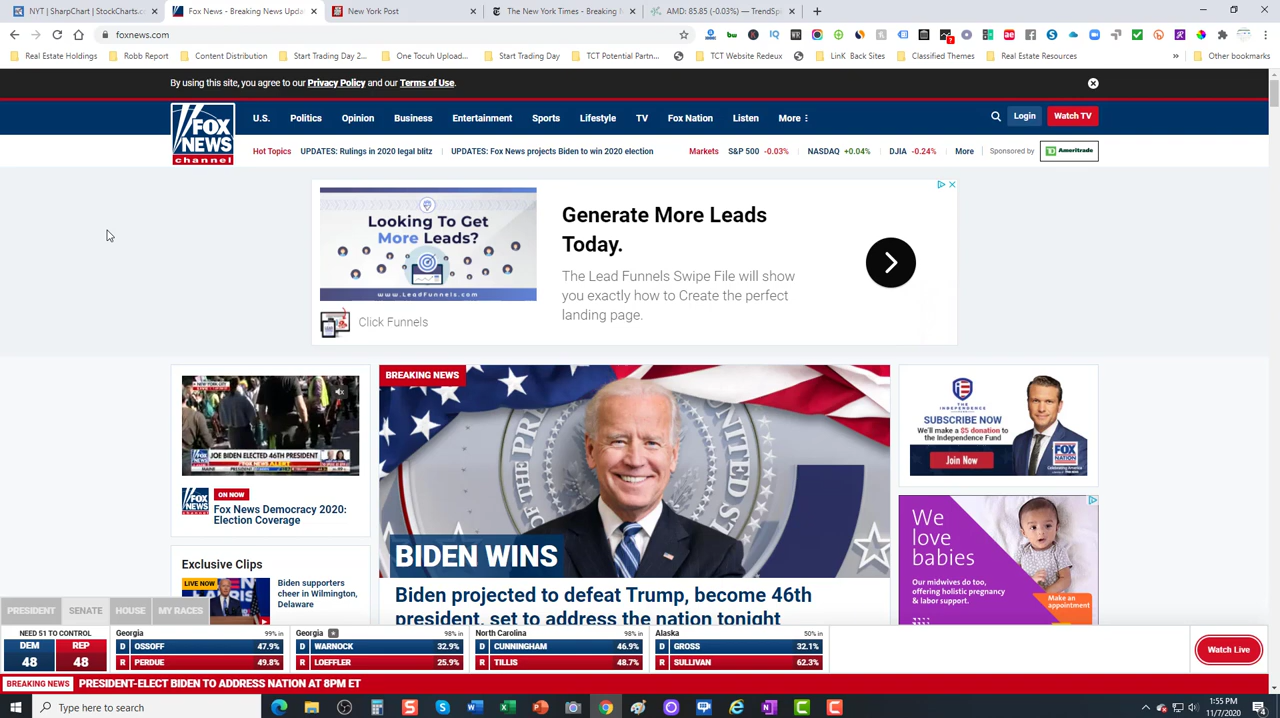 NYT | SharpChart | StockCharts.c
Fox News - Breaking News Upda
New York Post
The New York Times - Breaking N
AMD: 85.85 (-0.03%) — TrendSp
foxnews.com
Real Estate Holdings
Robb Report
Content Distribution
Start Trading Day 2...
One Tocuh Upload...
Start Trading Day
TCT Potential Partn...
TCT Website Redeux
LinK Back Sites
Classified Themes
Real Estate Resources
Other bookmarks
By using this site, you agree to our Privacy Policy and our Terms of Use.
FOX
NEWS
channel
U.S.
Politics
Opinion
Business
Entertainment
Sports
Lifestyle
TV
Fox Nation
Listen
More
Login
Watch TV
Hot Topics
UPDATES: Rulings in 2020 legal blitz
UPDATES: Fox News projects Biden to win 2020 election
Markets
S&P 500 -0.03%
NASDAQ +0.04%
DJIA -0.24%
More
Sponsored by
Ameritrade
Looking To Get
More Leads?
www.LeadFunnels.com
Generate More Leads
Today.
The Lead Funnels Swipe File will show
you exactly how to Create the perfect
landing page.
Click Funnels
JOE BIDEN ELECTED 46TH PRESIDENT
ON NOW
Fox News Democracy 2020:
Election Coverage
Exclusive Clips
LIVE NOW
Biden supporters
cheer in Wilmington,
Delaware
BREAKING NEWS
BIDEN WINS
Biden projected to defeat Trump, become 46th
president, set to address the nation tonight
THE INDEPENDENCE
SUBSCRIBE NOW
We'll make a $5 donation to
the Independence Fund
Join Now
FOX
NATION
We
love
babies
Our midwives do too,
offering holistic pregnancy
& labor support.
Make an
appointment
PRESIDENT
SENATE
HOUSE
MY RACES
NEED 51 TO CONTROL
DEM
48
REP
48
Georgia 99% in
D OSSOFF 47.9%
R PERDUE 49.8%
Georgia 98% in
D WARNOCK 32.9%
R LOEFFLER 25.9%
North Carolina 98% in
D CUNNINGHAM 46.9%
R TILLIS 48.7%
Alaska 50% in
D GROSS 32.1%
R SULLIVAN 62.3%
Watch Live
BREAKING NEWS
PRESIDENT-ELECT BIDEN TO ADDRESS NATION AT 8PM ET
Type here to search
1:55 PM
11/7/2020